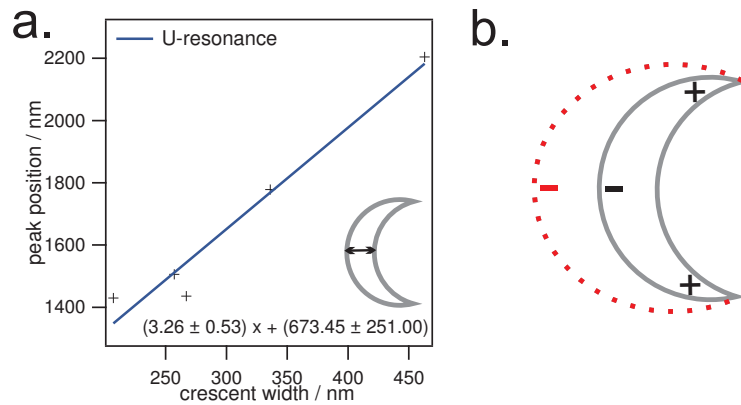 a.
U-resonance
2200
2000
1800
1600
1400
peak position / nm
(3.26 ± 0.53) x + (673.45 ± 251.00)
250 300 350 400 450
crescent width / nm
b.
+
−
−
+